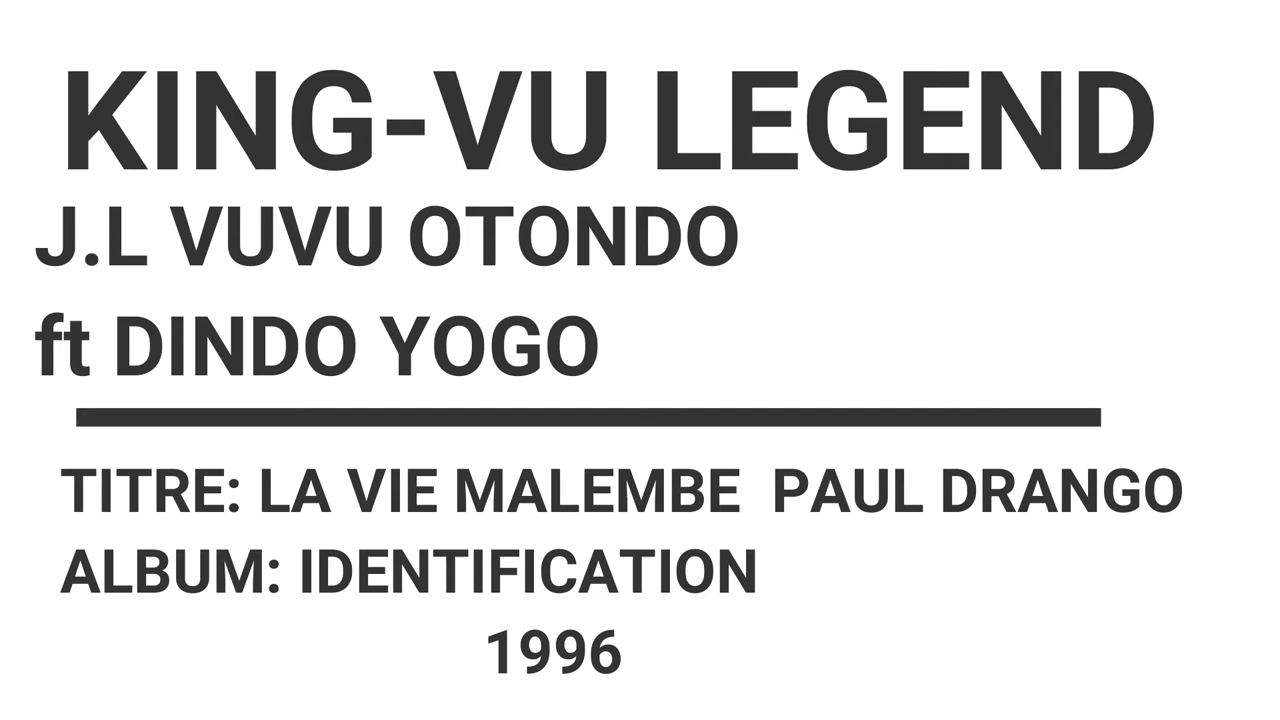 KING-VU LEGEND
J.L VUVU OTONDO
ft DINDO YOGO
TITRE: LA VIE MALEMBE PAUL DRANGO
ALBUM: IDENTIFICATION
1996